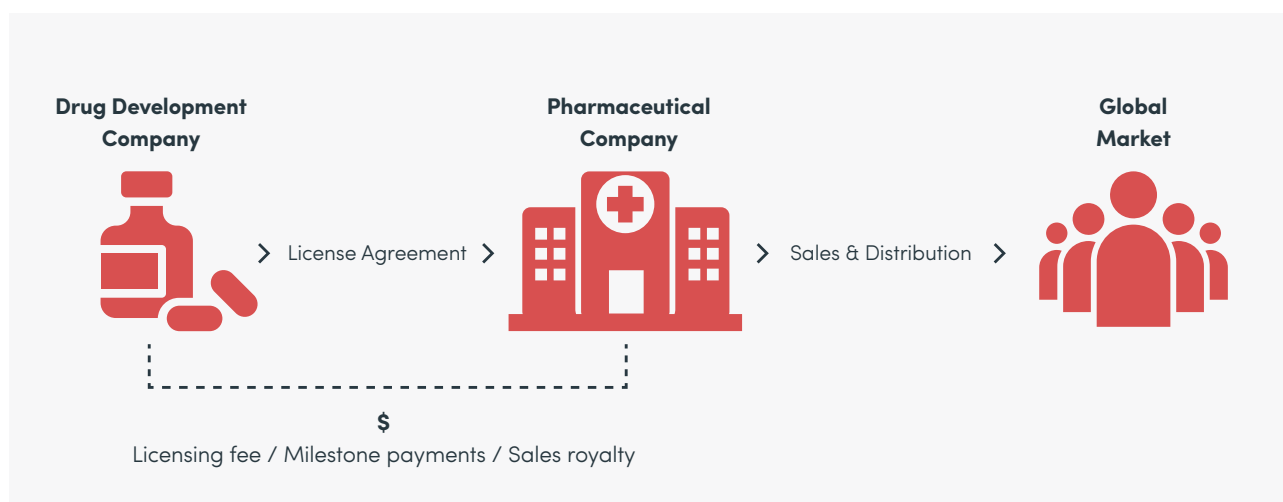 Drug Development
Company
Pharmaceutical
Company
Global
Market
License Agreement
Sales & Distribution
$
Licensing fee / Milestone payments / Sales royalty